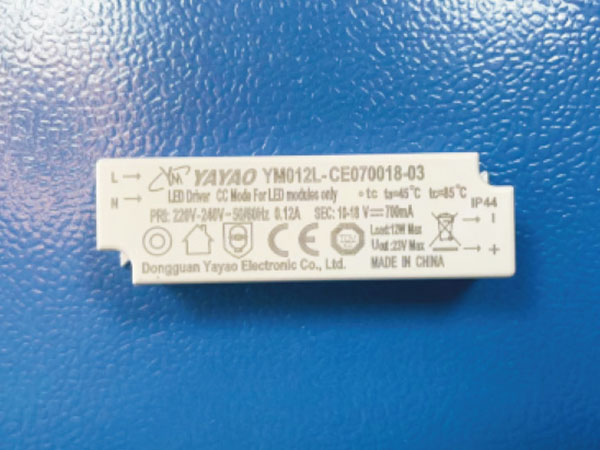 L → YM YAYAO YM012L-CE070018-03
N → LED Driver CC Mode For LED modules only • tc ta=45°C tc=85°C IP44
PRI: 220V-240V~50/60Hz 0.12A SEC: 10-18 V⎓700mA
Load:12W Max → −
Uout:23V Max → +
Dongguan Yayao Electronic Co., Ltd. MADE IN CHINA